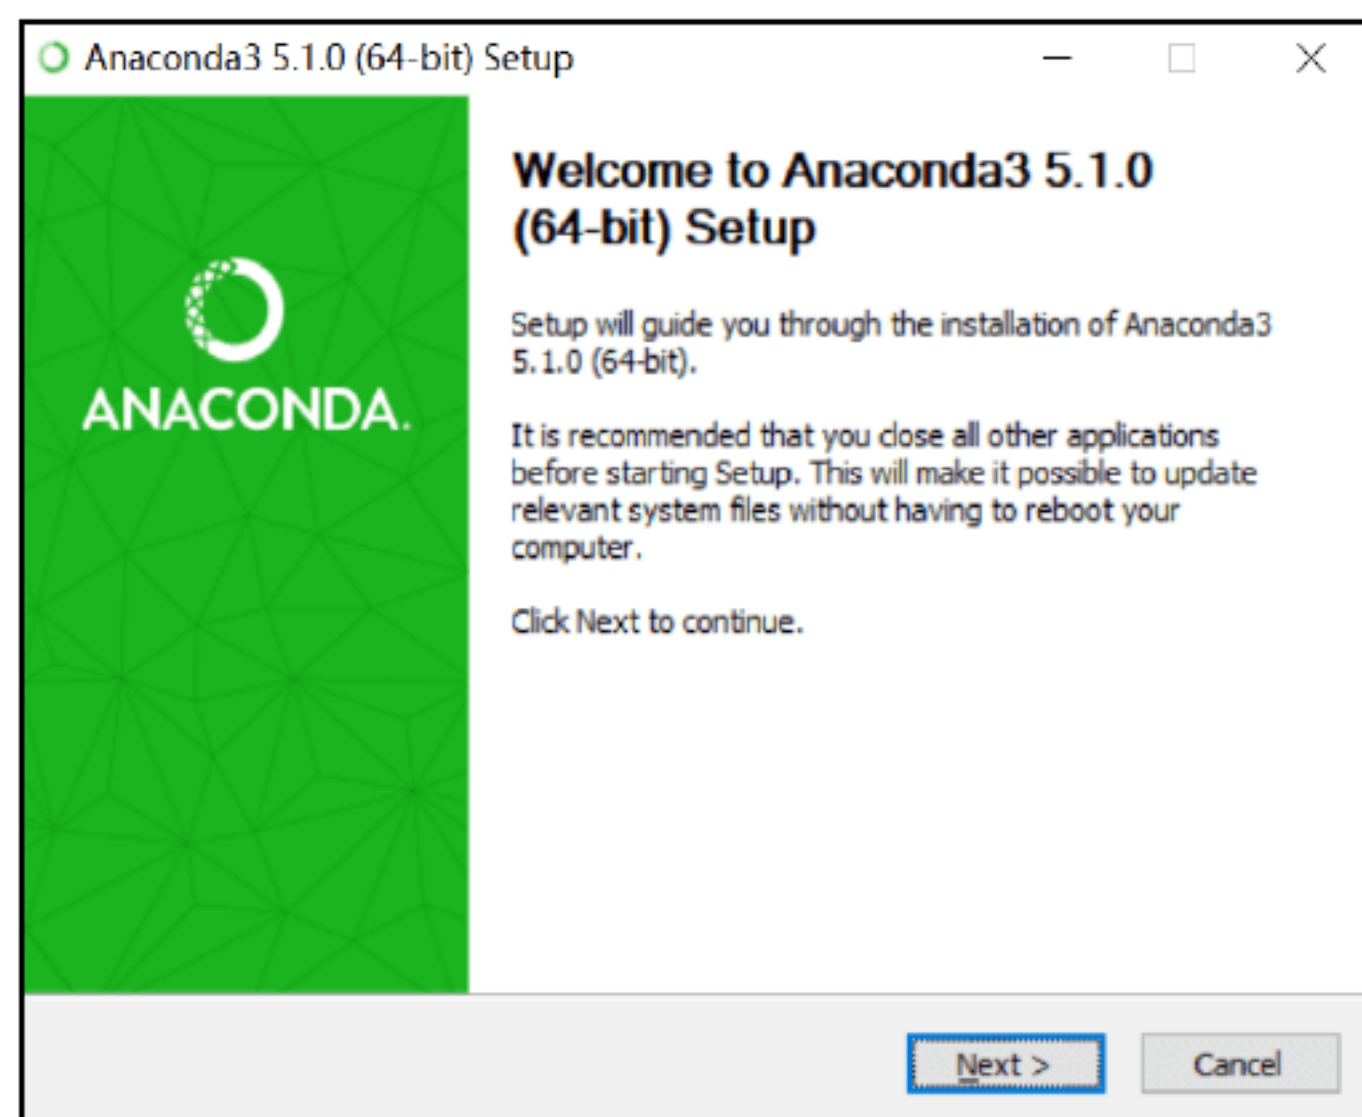 Anaconda3 5.1.0 (64-bit) Setup
Welcome to Anaconda3 5.1.0
(64-bit) Setup
ANACONDA.
Setup will guide you through the installation of Anaconda3
5.1.0 (64-bit).
It is recommended that you close all other applications
before starting Setup. This will make it possible to update
relevant system files without having to reboot your
computer.
Click Next to continue.
Next >
Cancel